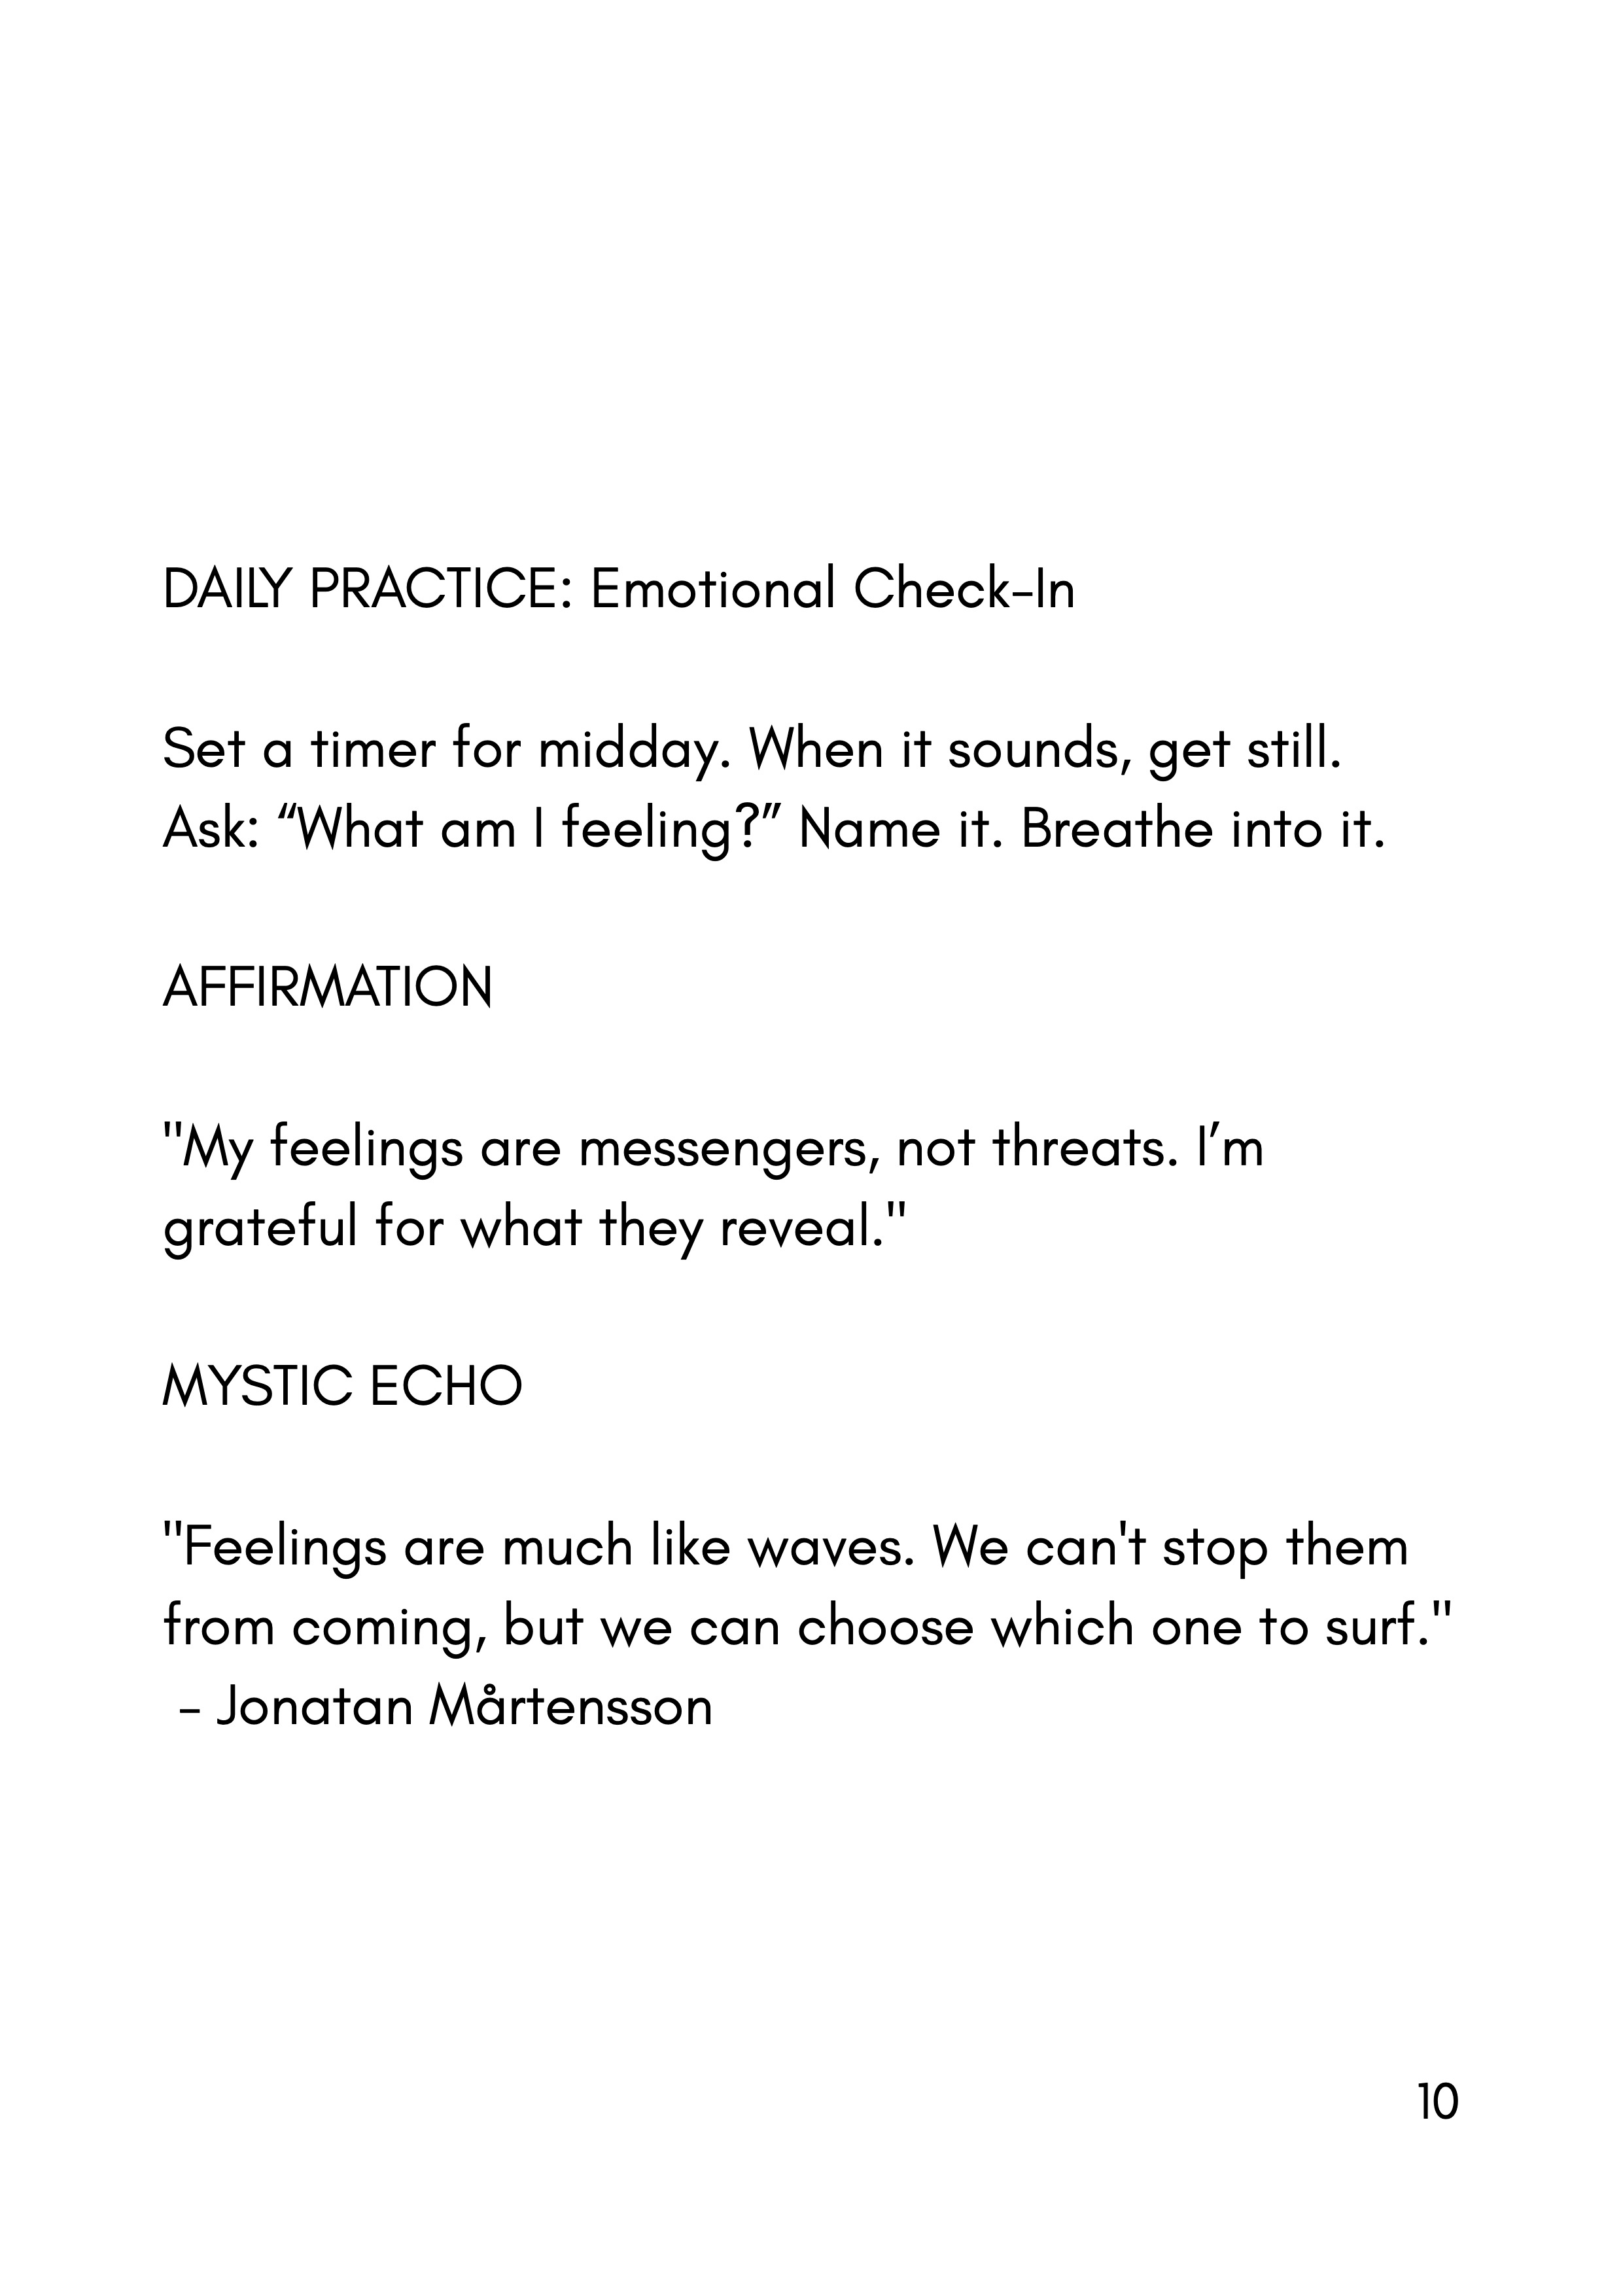 DAILY PRACTICE: Emotional Check-In
Set a timer for midday. When it sounds, get still.
Ask: “What am I feeling?” Name it. Breathe into it.
AFFIRMATION
"My feelings are messengers, not threats. I’m
grateful for what they reveal."
MYSTIC ECHO
"Feelings are much like waves. We can't stop them
from coming, but we can choose which one to surf."
– Jonatan Mårtensson
10